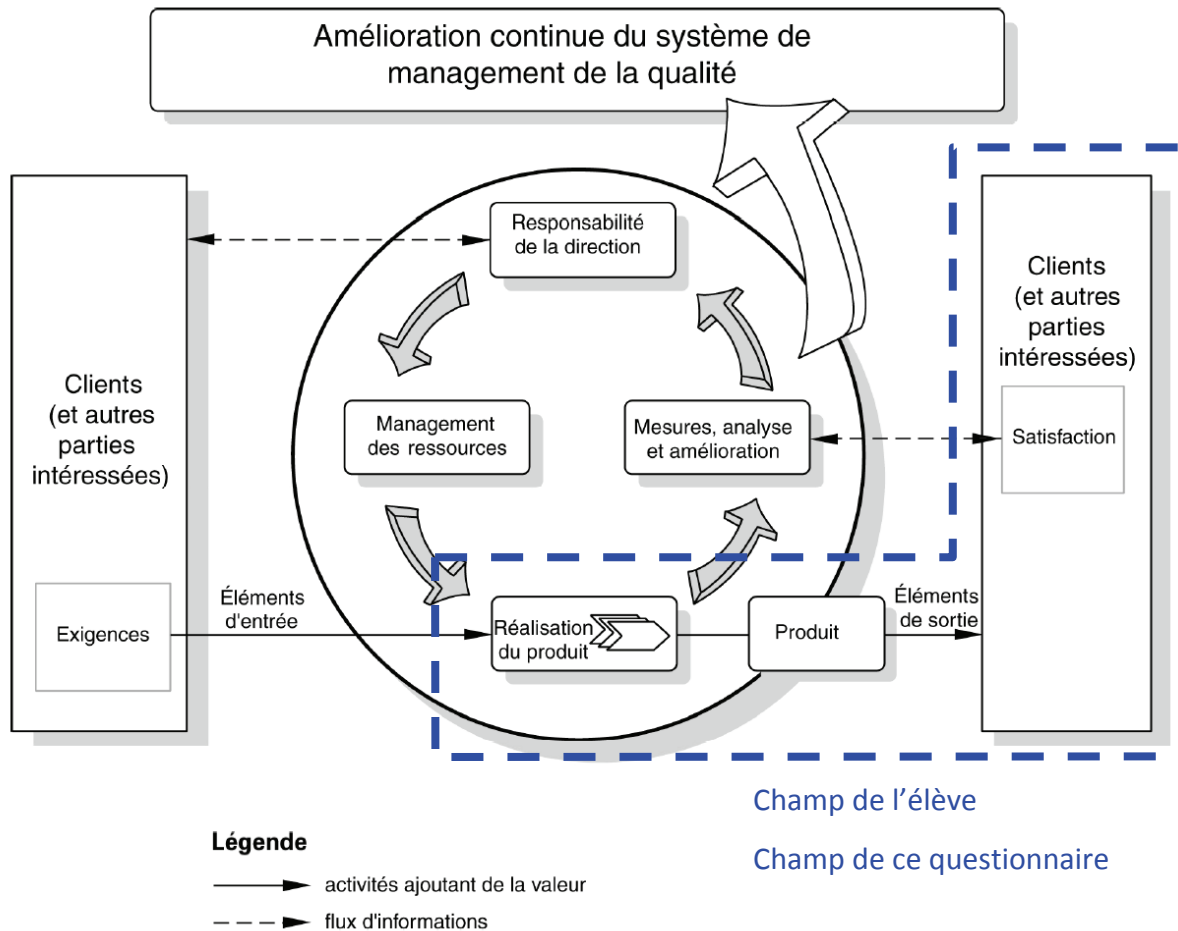 Amélioration continue du système de
management de la qualité
Responsabilité
de la direction
Clients
(et autres
parties
intéressées)
Clients
(et autres
parties
intéressées)
Management
des ressources
Mesures, analyse
et amélioration
Satisfaction
Exigences
Éléments
d'entrée
Réalisation
du produit
Produit
Éléments
de sortie
Champ de l’élève
Champ de ce questionnaire
Légende
activités ajoutant de la valeur
flux d'informations